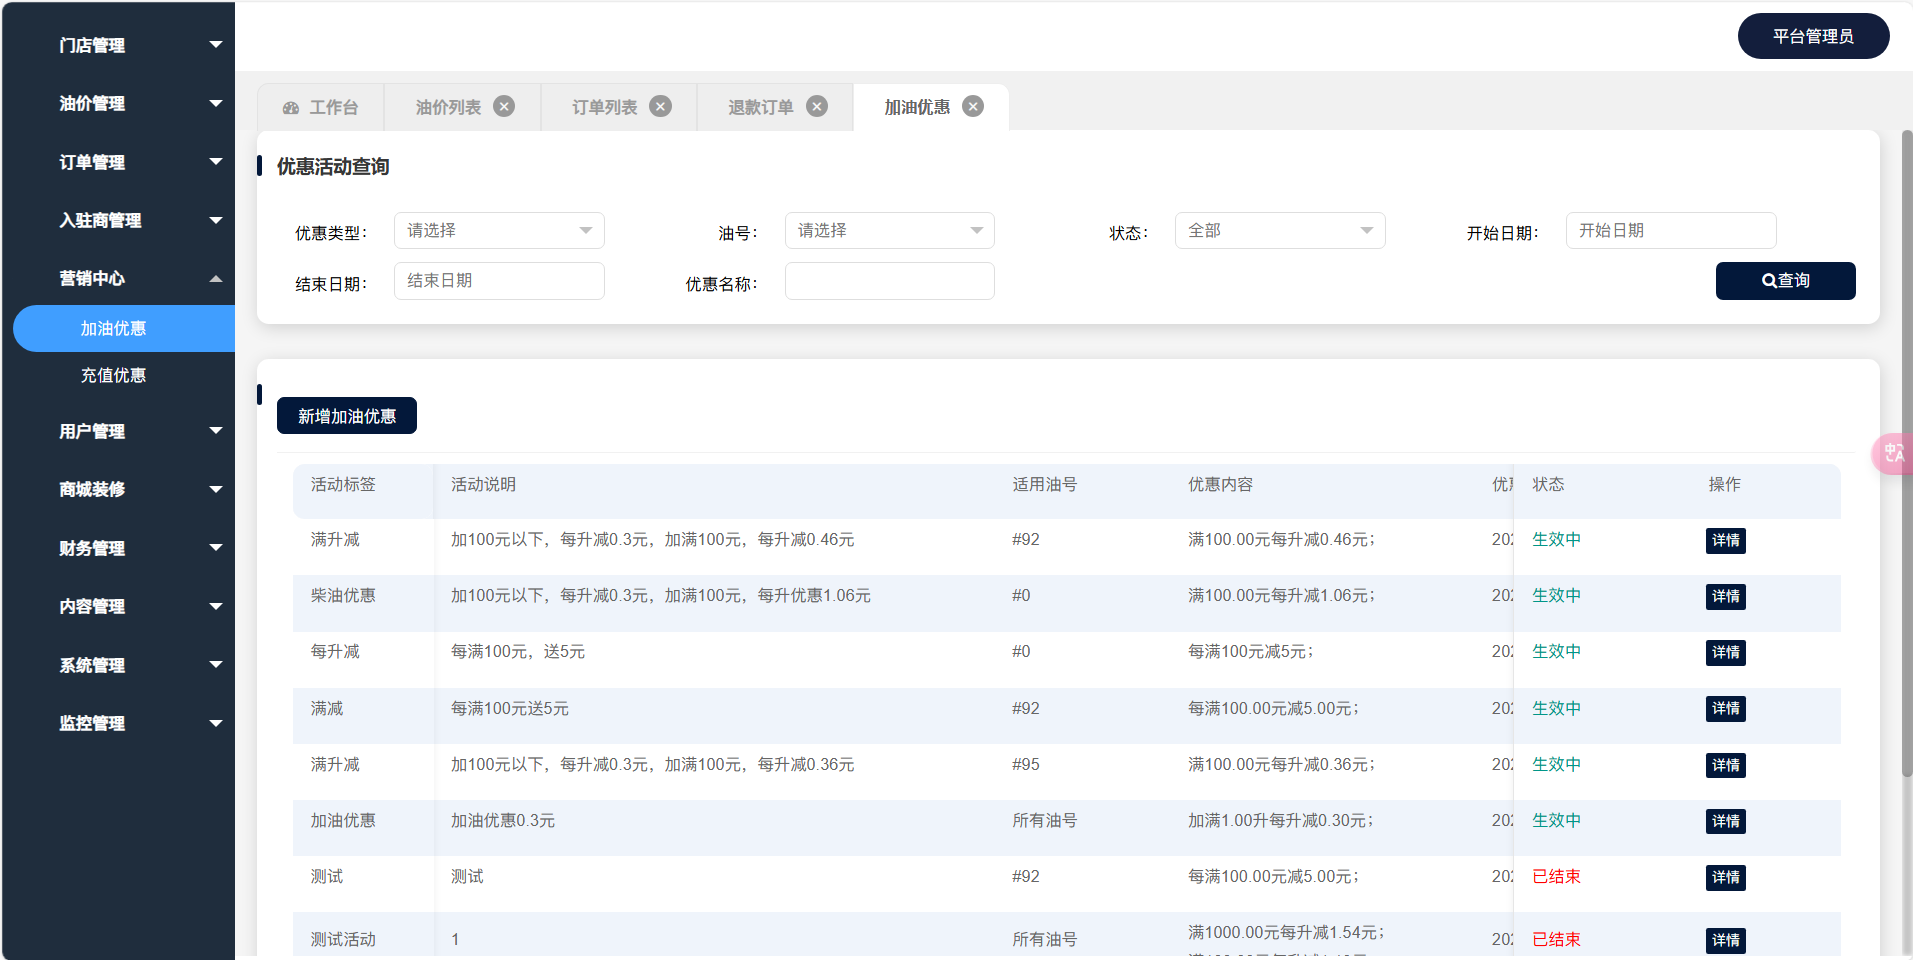 平台管理员
门店管理
油价管理
订单管理
入驻商管理
营销中心
加油优惠
充值优惠
用户管理
商城装修
财务管理
内容管理
系统管理
监控管理
工作台 油价列表 订单列表 退款订单 加油优惠
优惠活动查询
优惠类型： 请选择 油号： 请选择 状态： 全部 开始日期： 开始日期
结束日期： 结束日期 优惠名称： 查询
新增加油优惠
活动标签 活动说明 适用油号 优惠内容 优 状态 操作
满升减 加100元以下，每升减0.3元，加满100元，每升减0.46元 #92 满100.00元每升减0.46元； 202 生效中 详情
柴油优惠 加100元以下，每升减0.3元，加满100元，每升优惠1.06元 #0 满100.00元每升减1.06元； 202 生效中 详情
每升减 每满100元，送5元 #0 每满100元减5元； 202 生效中 详情
满减 每满100元送5元 #92 每满100.00元减5.00元； 202 生效中 详情
满升减 加100元以下，每升减0.3元，加满100元，每升减0.36元 #95 满100.00元每升减0.36元； 202 生效中 详情
加油优惠 加油优惠0.3元 所有油号 加满1.00升每升减0.30元； 202 生效中 详情
测试 测试 #92 每满100.00元减5.00元； 202 已结束 详情
测试活动 1 所有油号 满1000.00元每升减1.54元； 202 已结束 详情